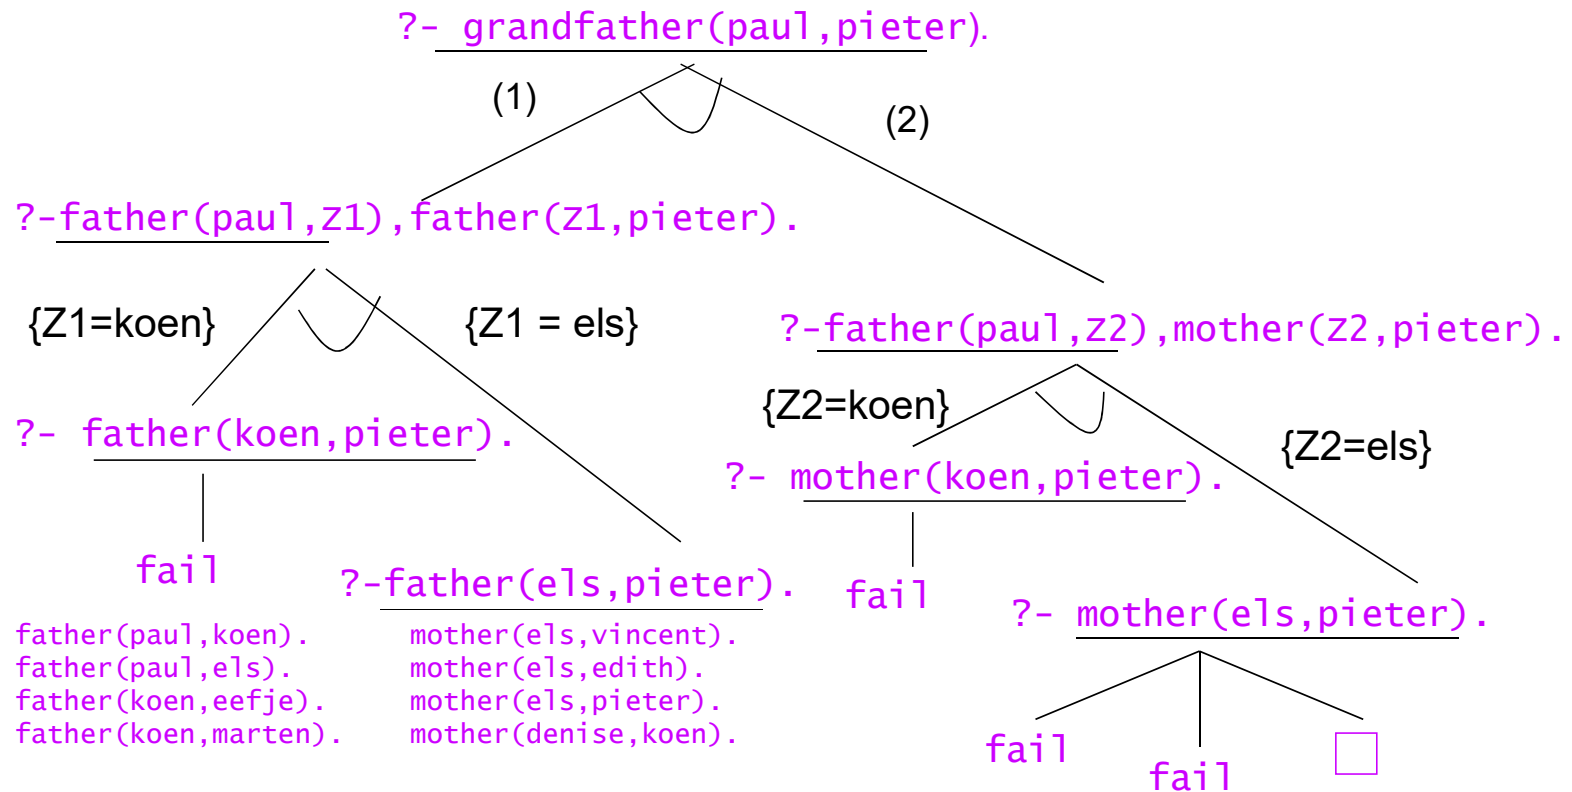 ?- grandfather(paul,pieter).
(1)
(2)
?-father(paul,Z1),father(Z1,pieter).
{Z1=koen}
{Z1 = els}
?-father(paul,Z2),mother(Z2,pieter).
{Z2=koen}
{Z2=els}
?- father(koen,pieter).
?- mother(koen,pieter).
fail
?-father(els,pieter).
fail
?- mother(els,pieter).
father(paul,koen). mother(els,vincent).
father(paul,els). mother(els,edith).
father(koen,eefje). mother(els,pieter).
father(koen,marten). mother(denise,koen).
fail
fail